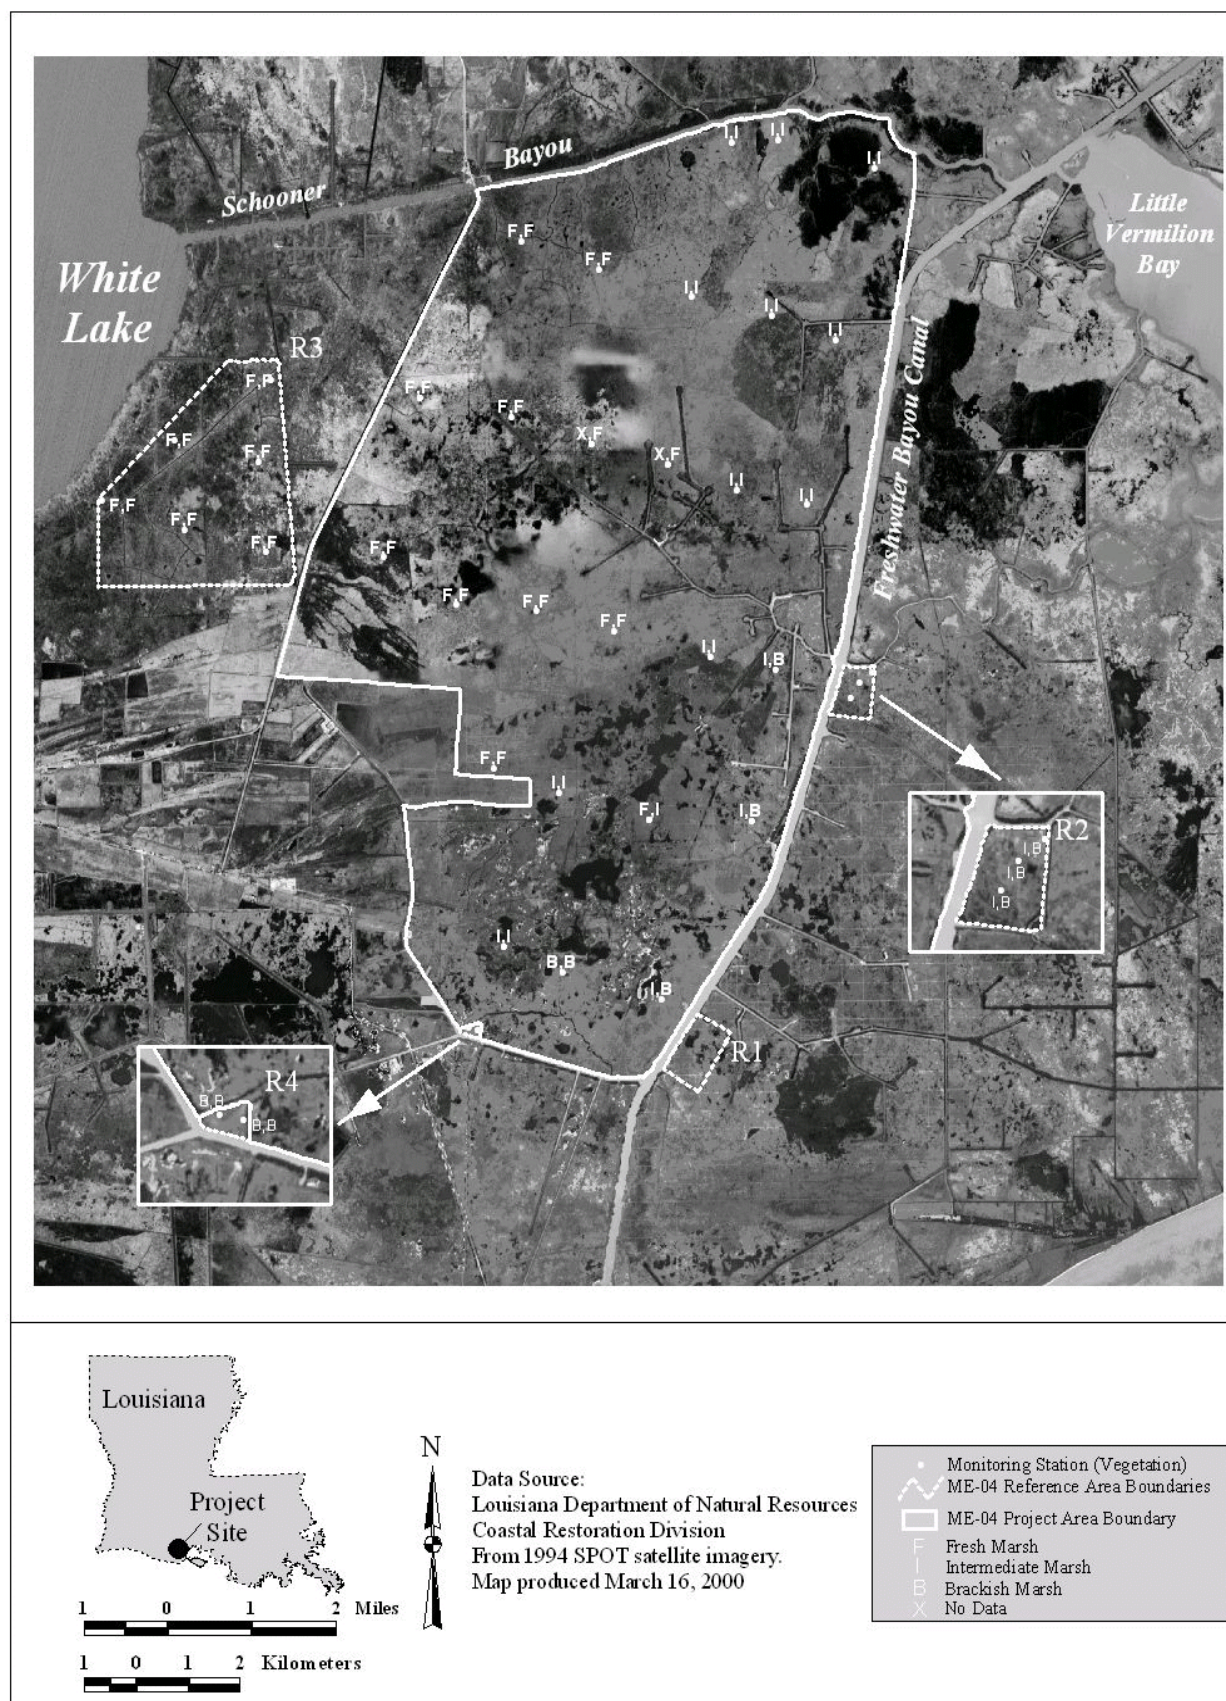 I,I
I,I
I,I
Bayou
Schooner
Little
Vermilion
Bay
F,F
F,F
I,I
I,I
I,I
White
Lake
R3
F,F
F,F
F,F
F,F
F,F
F,F
F,F
F,F
X,F
X,F
I,I
I,I
Freshwater Bayou Canal
F,F
F,F
F,F
F,F
I,I
I,B
F,F
I,I
F,I
I,B
R2
I,B
I,B
I,B
I,I
B,B
I,B
R1
R4
B,B
B,B
Louisiana
Project
Site
1 0 1 2 Miles
1 0 1 2 Kilometers
N
Data Source:
Louisiana Department of Natural Resources
Coastal Restoration Division
From 1994 SPOT satellite imagery.
Map produced March 16, 2000
Monitoring Station (Vegetation)
ME-04 Reference Area Boundaries
ME-04 Project Area Boundary
F Fresh Marsh
I Intermediate Marsh
B Brackish Marsh
X No Data